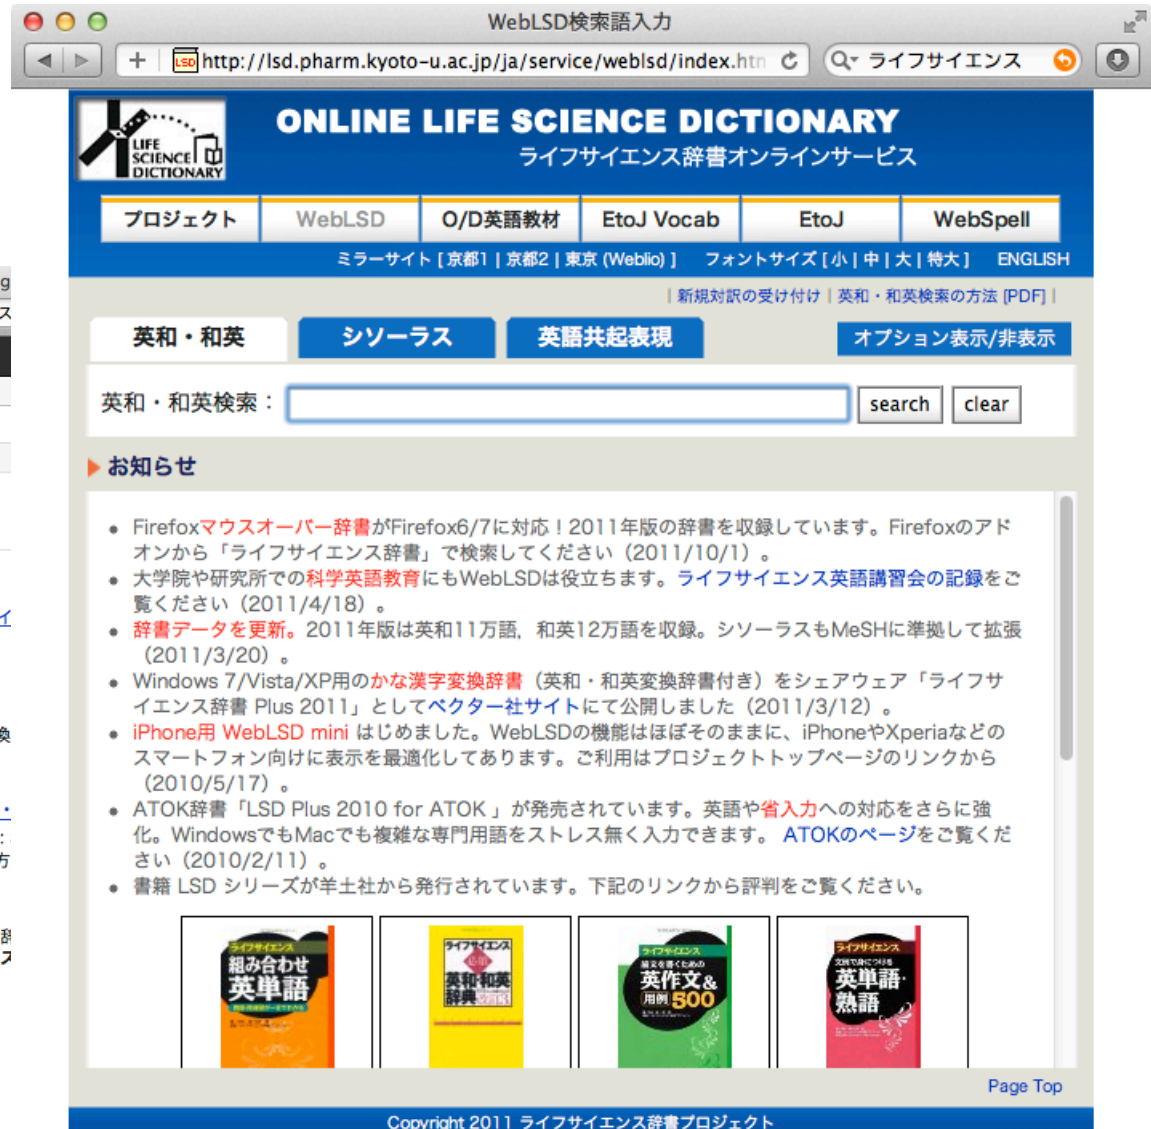 WebLSD検索語入力
http://lsd.pharm.kyoto-u.ac.jp/ja/service/weblsd/index.htm
ライフサイエンス
LIFE SCIENCE DICTIONARY
ONLINE LIFE SCIENCE DICTIONARY
ライフサイエンス辞書オンラインサービス
プロジェクト WebLSD O/D英語教材 EtoJ Vocab EtoJ WebSpell
ミラーサイト [ 京都1 | 京都2 | 東京 (Weblio) ] フォントサイズ [ 小 | 中 | 大 | 特大 ] ENGLISH
| 新規対訳の受け付け | 英和・和英検索の方法 [PDF] |
英和・和英 シソーラス 英語共起表現 オプション表示/非表示
英和・和英検索： search clear
お知らせ
Firefoxマウスオーバー辞書がFirefox6/7に対応！2011年版の辞書を収録しています。Firefoxのアド
オンから「ライフサイエンス辞書」で検索してください（2011/10/1）。
大学院や研究所での科学英語教育にもWebLSDは役立ちます。ライフサイエンス英語講習会の記録をご
覧ください（2011/4/18）。
辞書データを更新。2011年版は英和11万語，和英12万語を収録。シソーラスもMeSHに準拠して拡張
（2011/3/20）。
Windows 7/Vista/XP用のかな漢字変換辞書（英和・和英変換辞書付き）をシェアウェア「ライフサ
イエンス辞書 Plus 2011」としてベクター社サイトにて公開しました（2011/3/12）。
iPhone用 WebLSD mini はじめました。WebLSDの機能はほぼそのままに、iPhoneやXperiaなどの
スマートフォン向けに表示を最適化してあります。ご利用はプロジェクトトップページのリンクから
（2010/5/17）。
ATOK辞書「LSD Plus 2010 for ATOK 」が発売されています。英語や省入力への対応をさらに強
化。WindowsでもMacでも複雑な専門用語をストレス無く入力できます。 ATOKのページをご覧くだ
さい（2010/2/11）。
書籍 LSD シリーズが羊土社から発行されています。下記のリンクから評判をご覧ください。
ライフサイエンス
組み合わせ
英単語
ライフサイエンス
必須
英和・和英
辞典
ライフサイエンス
論文を書くための
英作文&
用例500
ライフサイエンス
文例で身につける
英単語・
熟語
Page Top
Copyright 2011 ライフサイエンス辞書プロジェクト